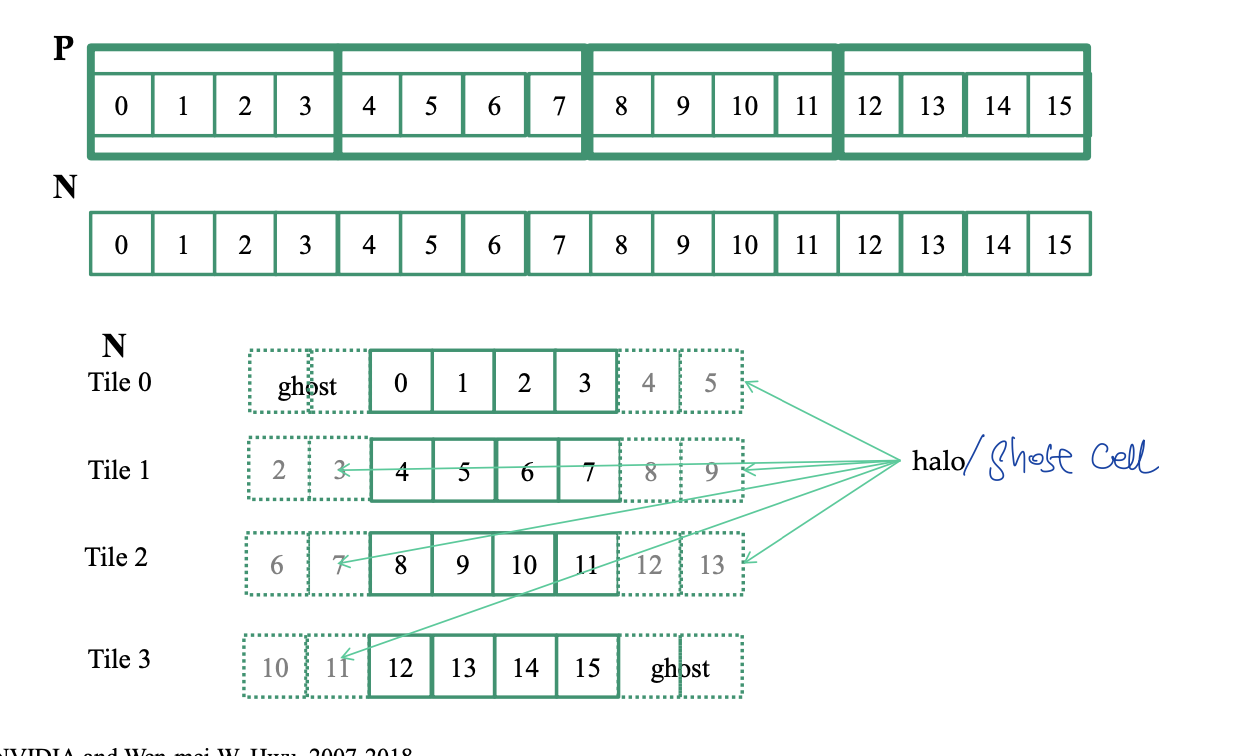 P
0 1 2 3 4 5 6 7 8 9 10 11 12 13 14 15
N
0 1 2 3 4 5 6 7 8 9 10 11 12 13 14 15
N
Tile 0 ghost 0 1 2 3 4 5
halo/ghost cell
Tile 1 2 3 4 5 6 7 8 9
Tile 2 6 7 8 9 10 11 12 13
Tile 3 10 11 12 13 14 15 ghost
NVIDIA and Wen-mei W. Hwu, 2007-2018